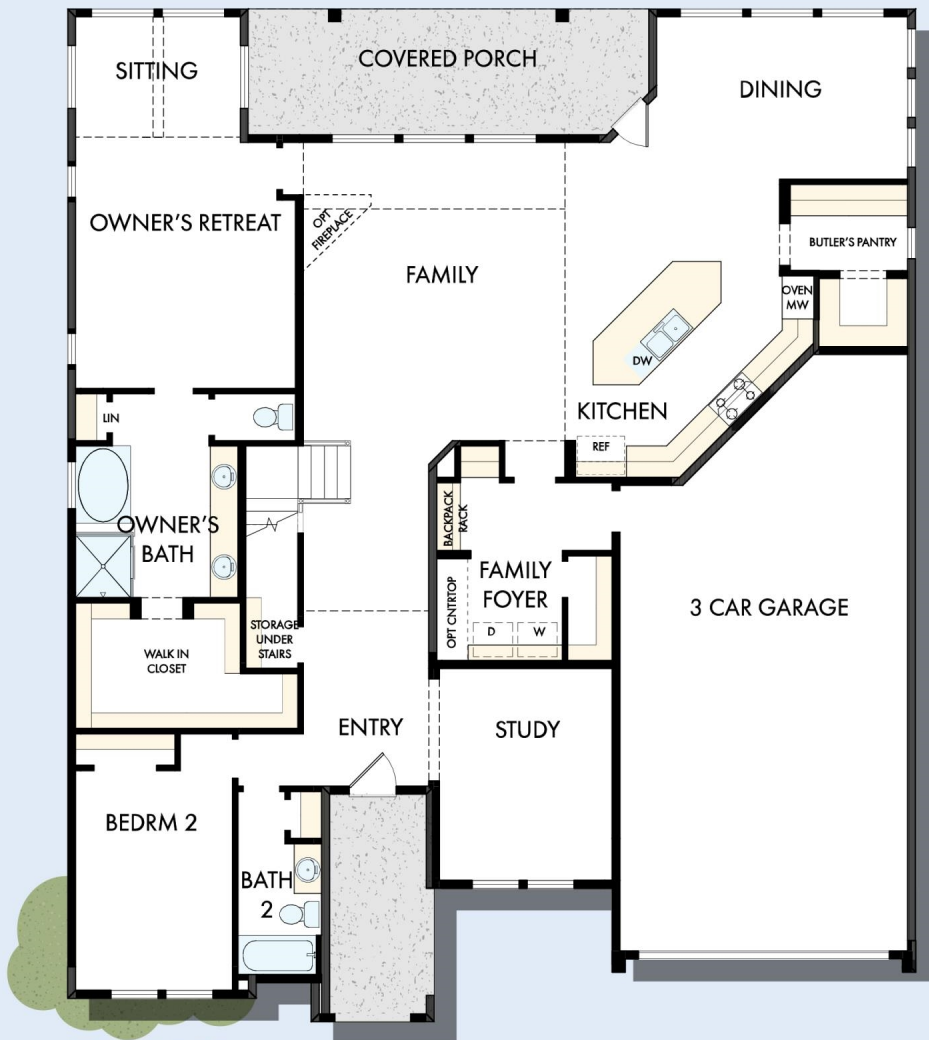 SITTING
COVERED PORCH
DINING
OWNER'S RETREAT
OPT
FIREPLACE
FAMILY
BUTLER'S PANTRY
OVEN
MW
DW
KITCHEN
REF
LIN
OWNER'S
BATH
BACKPACK
RACK
FAMILY
FOYER
OPT CNTRTOP
D
W
3 CAR GARAGE
STORAGE
UNDER
STAIRS
WALK IN
CLOSET
ENTRY
STUDY
BEDRM 2
BATH
2